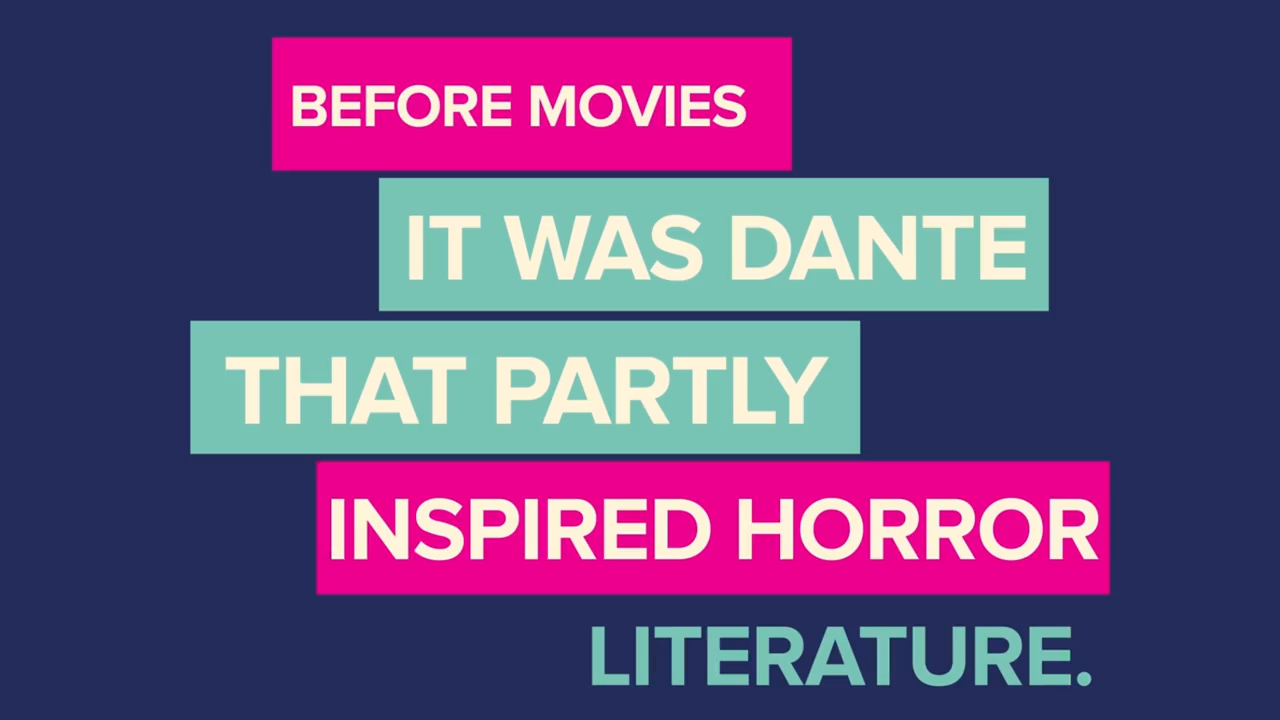 BEFORE MOVIES
IT WAS DANTE
THAT PARTLY
INSPIRED HORROR
LITERATURE.